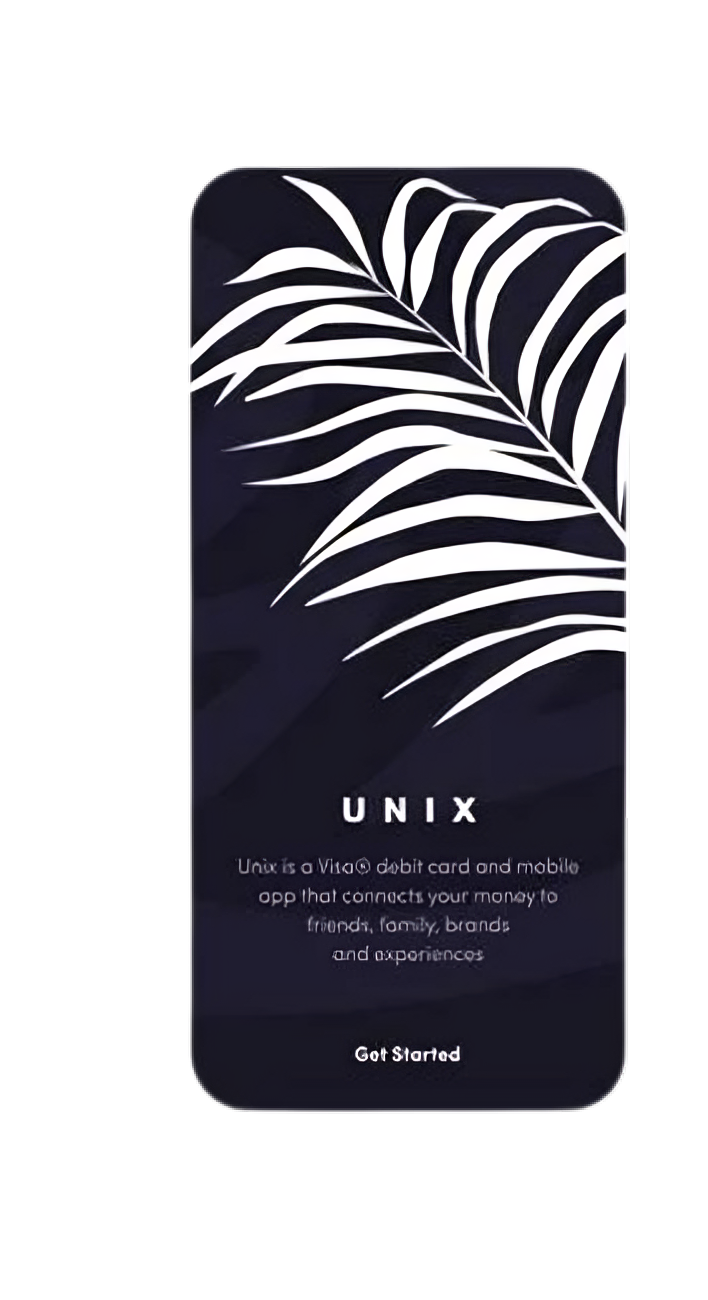 UNIX
Unix is a Visa® debit card and mobile
app that connects your money to
friends, family, brands
and experiences
Get Started